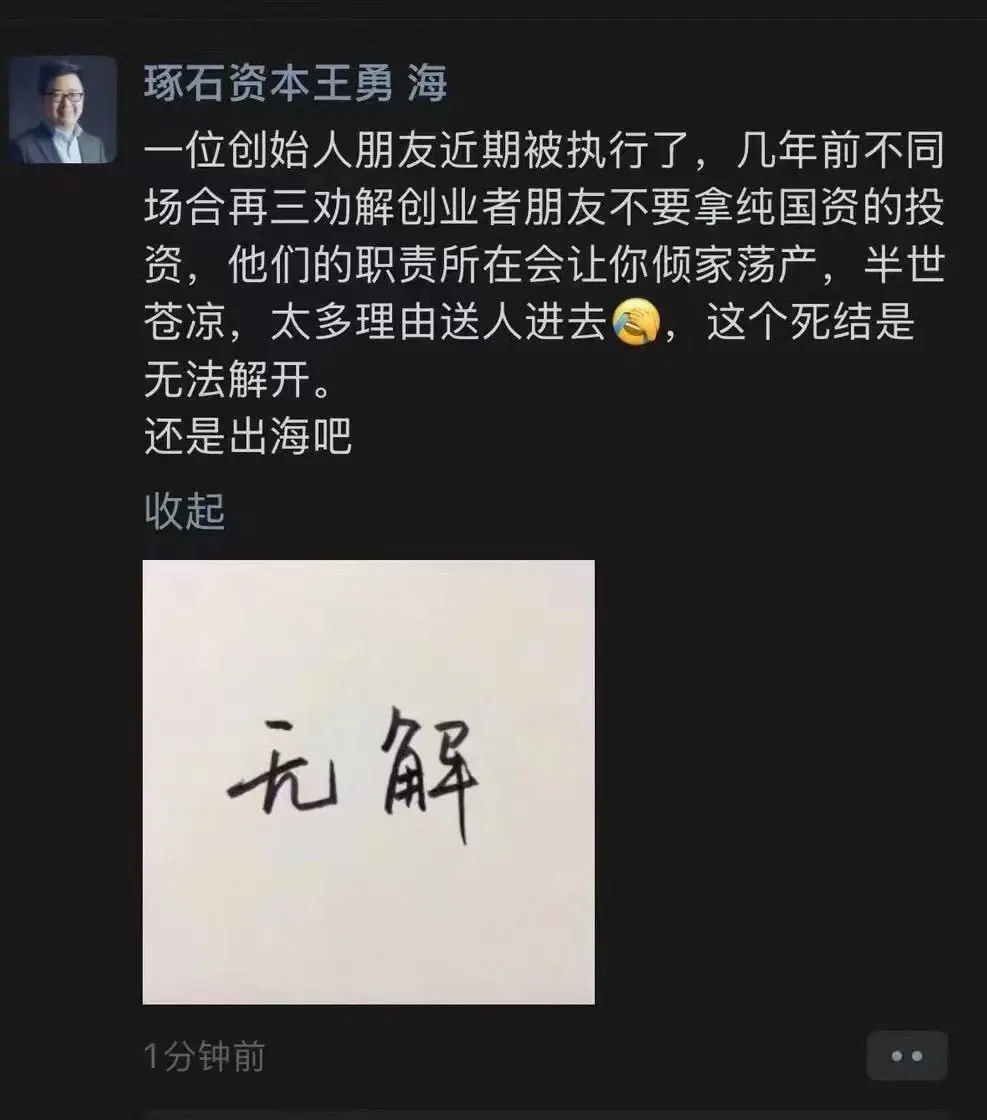 琢石资本王勇 海
一位创始人朋友近期被执行了，几年前不同
场合再三劝解创业者朋友不要拿纯国资的投
资，他们的职责所在会让你倾家荡产，半世
苍凉，太多理由送人进去🤦，这个死结是
无法解开。
还是出海吧
收起
无解
1分钟前